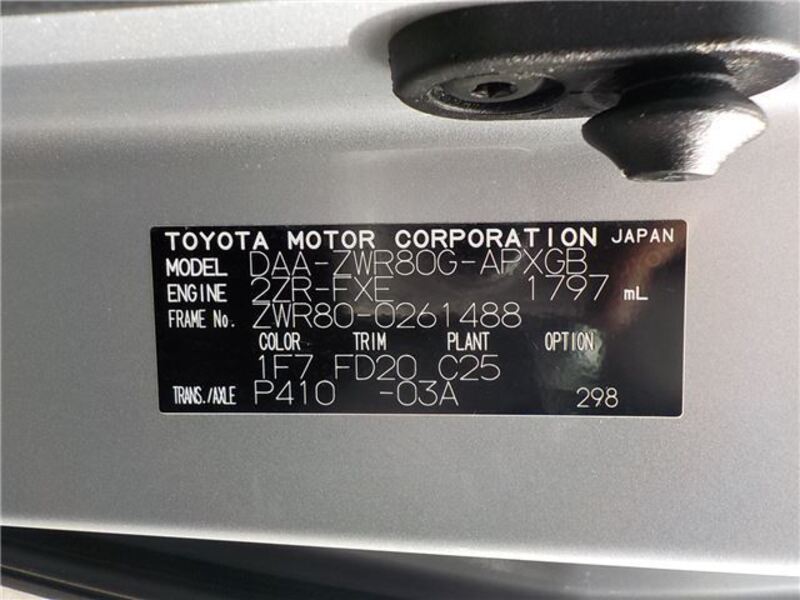 TOYOTA MOTOR CORPORATION JAPAN
MODEL DAA-ZWR80G-APXGB
ENGINE 2ZR-FXE 1797 mL
FRAME No. ZWR80-0261488
COLOR TRIM PLANT OPTION
1F7 FD20 C25
TRANS./AXLE P410 -03A 298